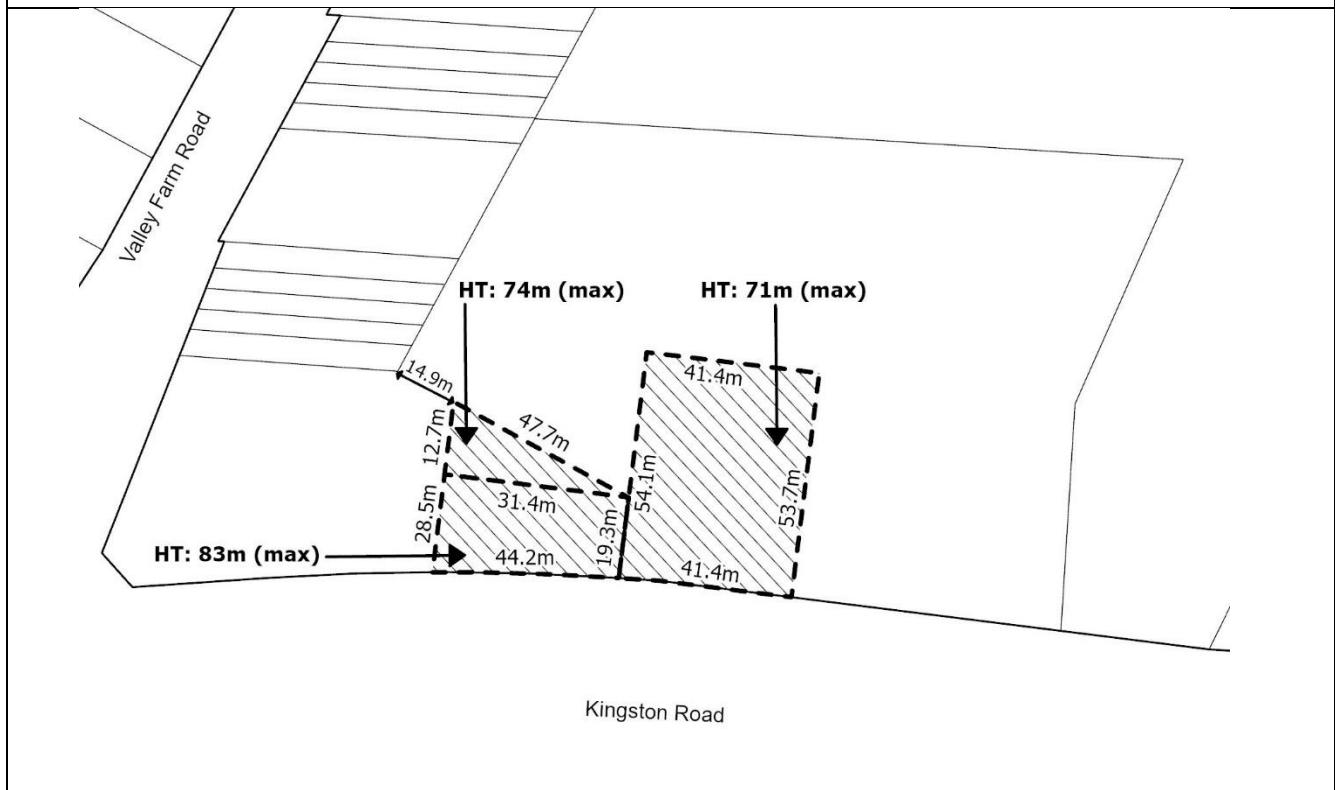 Valley Farm Road
HT: 74m (max)
HT: 71m (max)
14.9m
41.4m
12.7m
47.7m
54.1m
31.4m
53.7m
28.5m
19.3m
HT: 83m (max)
44.2m
41.4m
Kingston Road